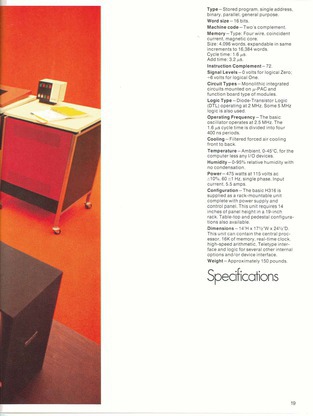 Type – Stored program, single address,
binary, parallel, general purpose.
Word size – 16 bits.
Machine code – Two's complement.
Memory – Type: Four wire, coincident
current, magnetic core.
Size: 4,096 words, expandable in same
increments to 16,384 words.
Cycle time: 1.6 μs.
Add time: 3.2 μs.
Instruction Complement – 72.
Signal Levels – 0 volts for logical Zero;
+6 volts for logical One.
Circuit Types – Monolithic integrated
circuits mounted on μ-PAC and
function board type of modules.
Logic Type – Diode-Transistor Logic
(DTL) operating at 2 MHz. Some 5 MHz
logic is also used.
Operating Frequency – The basic
oscillator operates at 2.5 MHz. The
1.6 μs cycle time is divided into four
400 ns periods.
Cooling – Filtered forced air cooling
front to back.
Temperature – Ambient, 0-45°C, for the
computer less any I/O devices.
Humidity – 0-90% relative humidity with
no condensation.
Power – 475 watts at 115 volts ac
±10%, 60 ±1 Hz, single phase. Input
current, 5.5 amps.
Configuration – The basic H316 is
supplied as a rack-mountable unit
complete with power supply and
control panel. This unit requires 14
inches of panel height in a 19-inch
rack. Table-top and pedestal configura-
tions also available.
Dimensions – 14"H x 17½"W x 24½"D.
This unit can contain the central proc-
essor, 16K of memory, real-time clock,
high-speed arithmetic, Teletype inter-
face and logic for several other internal
options and/or device interface.
Weight – Approximately 150 pounds.
Specifications
19